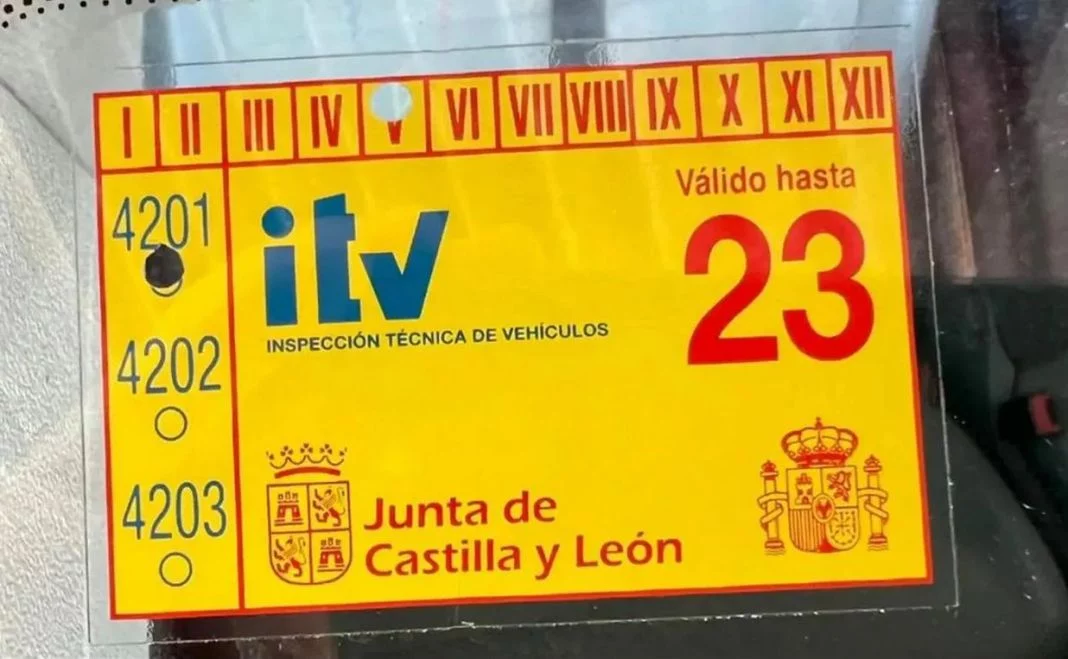 I II III IV V VI VII VIII IX X XI XII
4201
4202
4203
itv
INSPECCIÓN TÉCNICA DE VEHÍCULOS
Válido hasta
23
Junta de
Castilla y León